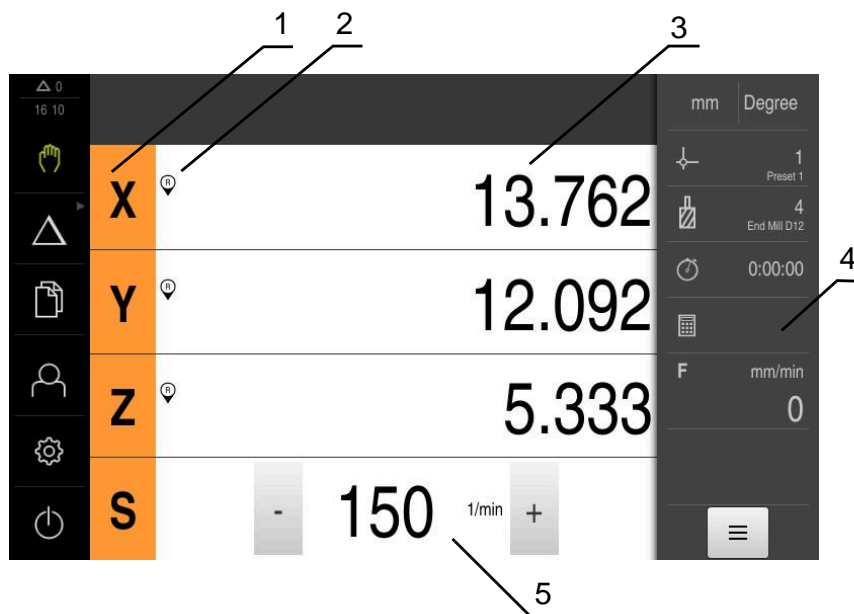 1 2 3
0
16 10
mm Degree
X R 13.762
1
Preset 1
4
End Mill D12
Y R 12.092
0:00:00
4
F mm/min
0
Z R 5.333
S - 150 1/min +
5